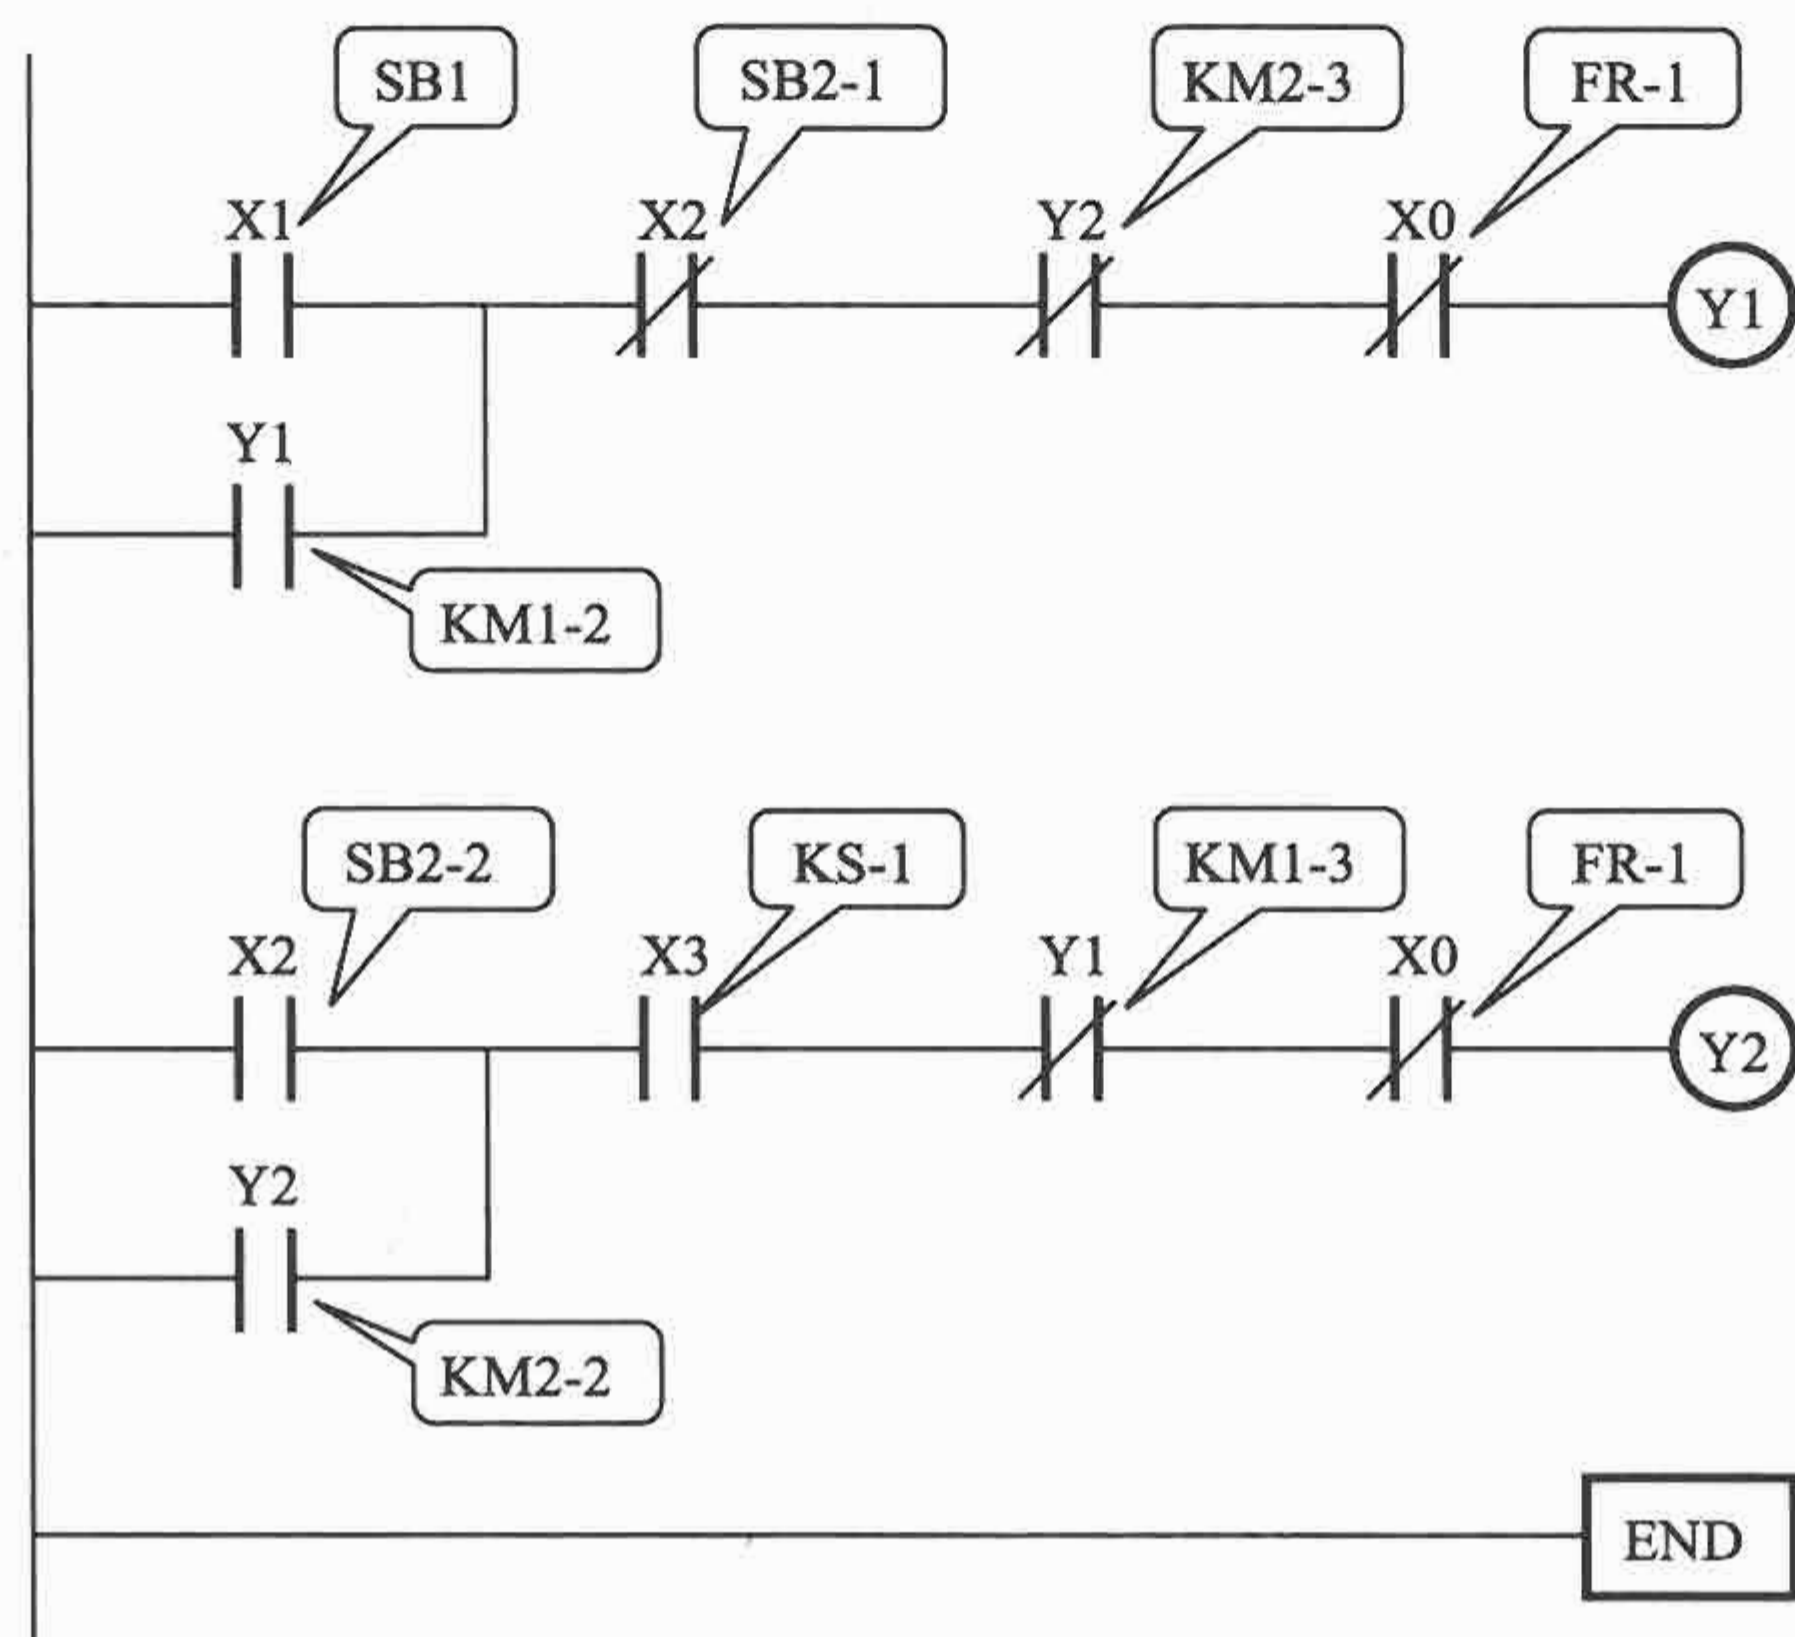 SB1 SB2-1 KM2-3 FR-1
X1 X2 Y2 X0
Y1
Y1
KM1-2
SB2-2 KS-1 KM1-3 FR-1
X2 X3 Y1 X0
Y2
Y2
KM2-2
END